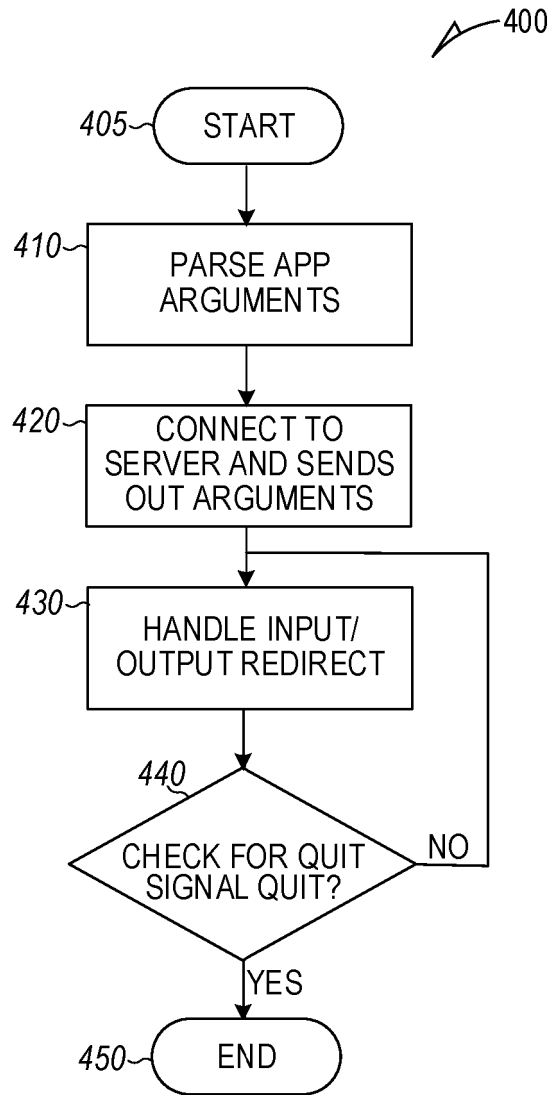 400
405
START
410
PARSE APP
ARGUMENTS
420
CONNECT TO
SERVER AND SENDS
OUT ARGUMENTS
430
HANDLE INPUT/
OUTPUT REDIRECT
440
CHECK FOR QUIT
SIGNAL QUIT?
NO
YES
450
END